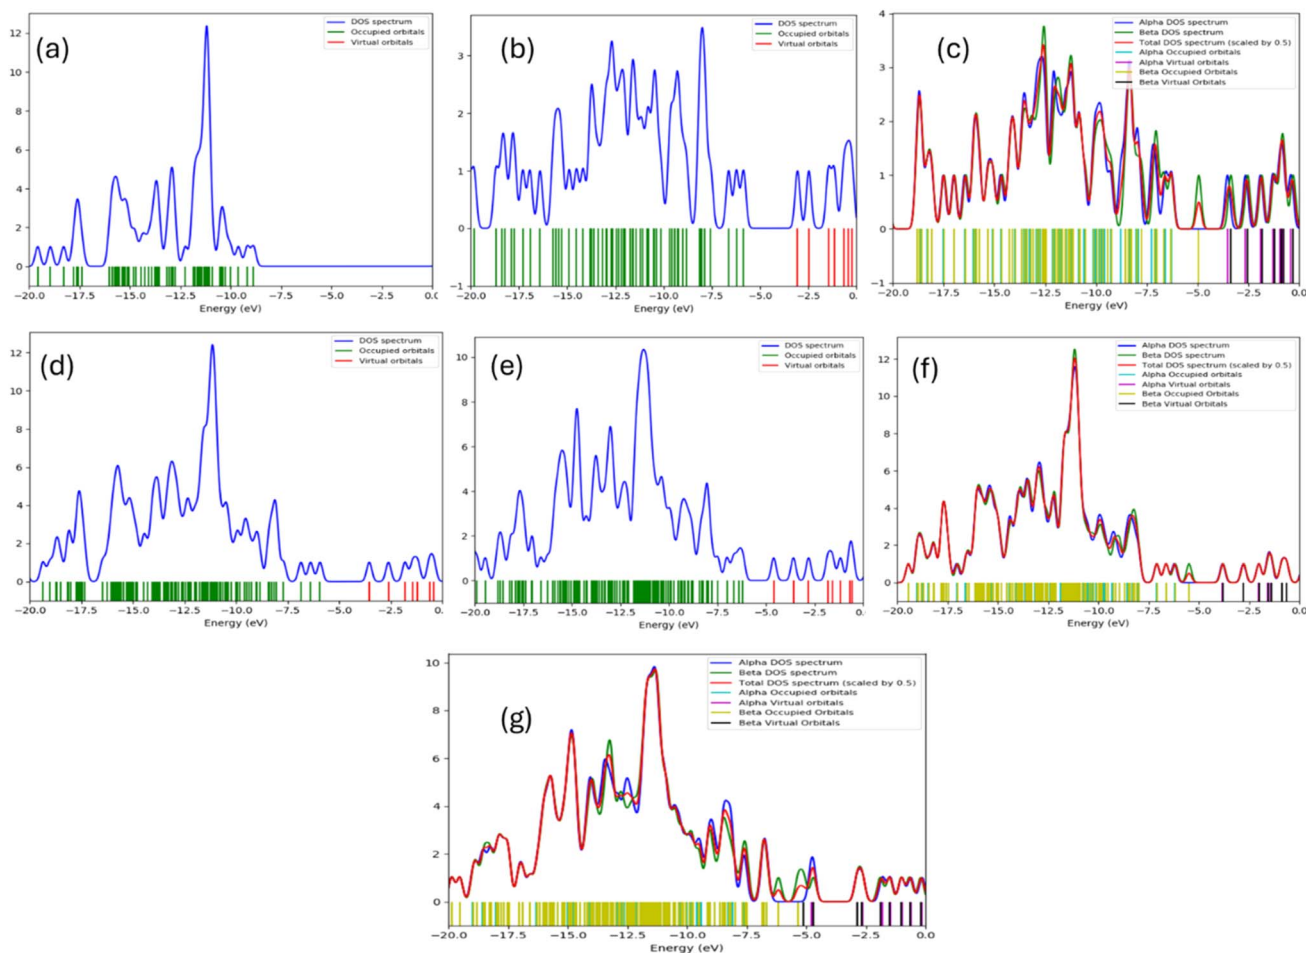 (a)
DOS spectrum
Occupied orbitals
Virtual orbitals
12
10
8
6
4
2
0
−20.0 −17.5 −15.0 −12.5 −10.0 −7.5 −5.0 −2.5 0.0
Energy (eV)
(b)
DOS spectrum
Occupied orbitals
Virtual orbitals
3
2
1
0
−1
−20.0 −17.5 −15.0 −12.5 −10.0 −7.5 −5.0 −2.5 0.0
Energy (eV)
(c)
Alpha DOS spectrum
Beta DOS spectrum
Total DOS spectrum (scaled by 0.5)
Alpha Occupied orbitals
Alpha Virtual orbitals
Beta Occupied Orbitals
Beta Virtual Orbitals
4
3
2
1
0
1
−20.0 −17.5 −15.0 −12.5 −10.0 −7.5 −5.0 −2.5 0.0
Energy (eV)
(d)
DOS spectrum
Occupied orbitals
Virtual orbitals
12
10
8
6
4
2
0
−20.0 −17.5 −15.0 −12.5 −10.0 −7.5 −5.0 −2.5 0.0
Energy (eV)
(e)
DOS spectrum
Occupied orbitals
Virtual orbitals
10
8
6
4
2
0
−20.0 −17.5 −15.0 −12.5 −10.0 −7.5 −5.0 −2.5 0.0
Energy (eV)
(f)
Alpha DOS spectrum
Beta DOS spectrum
Total DOS spectrum (scaled by 0.5)
Alpha Occupied orbitals
Alpha Virtual orbitals
Beta Occupied Orbitals
Beta Virtual Orbitals
12
10
8
6
4
2
0
−20.0 −17.5 −15.0 −12.5 −10.0 −7.5 −5.0 −2.5 0.0
Energy (eV)
(g)
Alpha DOS spectrum
Beta DOS spectrum
Total DOS spectrum (scaled by 0.5)
Alpha Occupied orbitals
Alpha Virtual orbitals
Beta Occupied Orbitals
Beta Virtual Orbitals
10
8
6
4
2
0
−20.0 −17.5 −15.0 −12.5 −10.0 −7.5 −5.0 −2.5 0.0
Energy (eV)